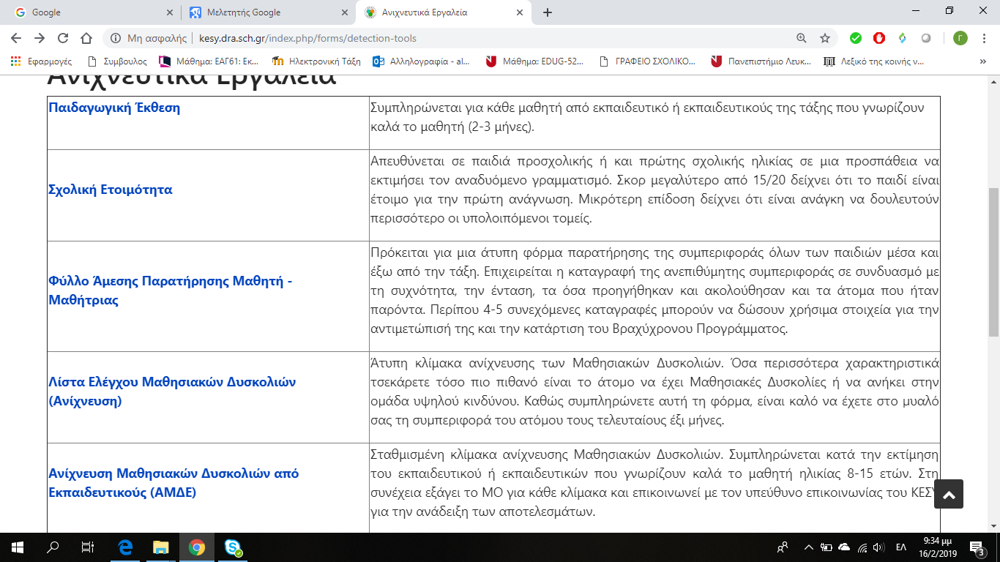 Google
Μελετητής Google
Ανιχνευτικά Εργαλεία
Μη ασφαλής | kesy.dra.sch.gr/index.php/forms/detection-tools
Γ
Εφαρμογές
Συμβουλος
Μάθημα: ΕΑΓ61: Εκ...
Ηλεκτρονική Τάξη
Αλληλογραφία - al...
Μάθημα: EDUG-52...
ΓΡΑΦΕΙΟ ΣΧΟΛΙΚΟ...
Πανεπιστήμιο Λευκ...
Λεξικό της κοινής ν...
»
Ανιχνευτικά Εργαλεία
Παιδαγωγική Έκθεση
Συμπληρώνεται για κάθε μαθητή από εκπαιδευτικό ή εκπαιδευτικούς της τάξης που γνωρίζουν
καλά το μαθητή (2-3 μήνες).
Σχολική Ετοιμότητα
Απευθύνεται σε παιδιά προσχολικής ή και πρώτης σχολικής ηλικίας σε μια προσπάθεια να
εκτιμήσει τον αναδυόμενο γραμματισμό. Σκορ μεγαλύτερο από 15/20 δείχνει ότι το παιδί είναι
έτοιμο για την πρώτη ανάγνωση. Μικρότερη επίδοση δείχνει ότι είναι ανάγκη να δουλευτούν
περισσότερο οι υπολοιπόμενοι τομείς.
Φύλλο Άμεσης Παρατήρησης Μαθητή -
Μαθήτριας
Πρόκειται για μια άτυπη φόρμα παρατήρησης της συμπεριφοράς όλων των παιδιών μέσα και
έξω από την τάξη. Επιχειρείται η καταγραφή της ανεπιθύμητης συμπεριφοράς σε συνδυασμό με
τη συχνότητα, την ένταση, τα όσα προηγήθηκαν και ακολούθησαν και τα άτομα που ήταν
παρόντα. Περίπου 4-5 συνεχόμενες καταγραφές μπορούν να δώσουν χρήσιμα στοιχεία για την
αντιμετώπισή της και την κατάρτιση του Βραχύχρονου Προγράμματος.
Λίστα Ελέγχου Μαθησιακών Δυσκολιών
(Ανίχνευση)
Άτυπη κλίμακα ανίχνευσης των Μαθησιακών Δυσκολιών. Όσα περισσότερα χαρακτηριστικά
τσεκάρετε τόσο πιο πιθανό είναι το άτομο να έχει Μαθησιακές Δυσκολίες ή να ανήκει στην
ομάδα υψηλού κινδύνου. Καθώς συμπληρώνετε αυτή τη φόρμα, είναι καλό να έχετε στο μυαλό
σας τη συμπεριφορά του ατόμου τους τελευταίους έξι μήνες.
Ανίχνευση Μαθησιακών Δυσκολιών από
Εκπαιδευτικούς (ΑΜΔΕ)
Σταθμισμένη κλίμακα ανίχνευσης Μαθησιακών Δυσκολιών. Συμπληρώνεται κατά την εκτίμηση
του εκπαιδευτικού ή εκπαιδευτικών που γνωρίζουν καλά το μαθητή ηλικίας 8-15 ετών. Στη
συνέχεια εξάγει το ΜΟ για κάθε κλίμακα και επικοινωνεί με τον υπεύθυνο επικοινωνίας του ΚΕΣΥ
για την ανάδειξη των αποτελεσμάτων.
ΕΛ
9:34 μμ
16/2/2019
3